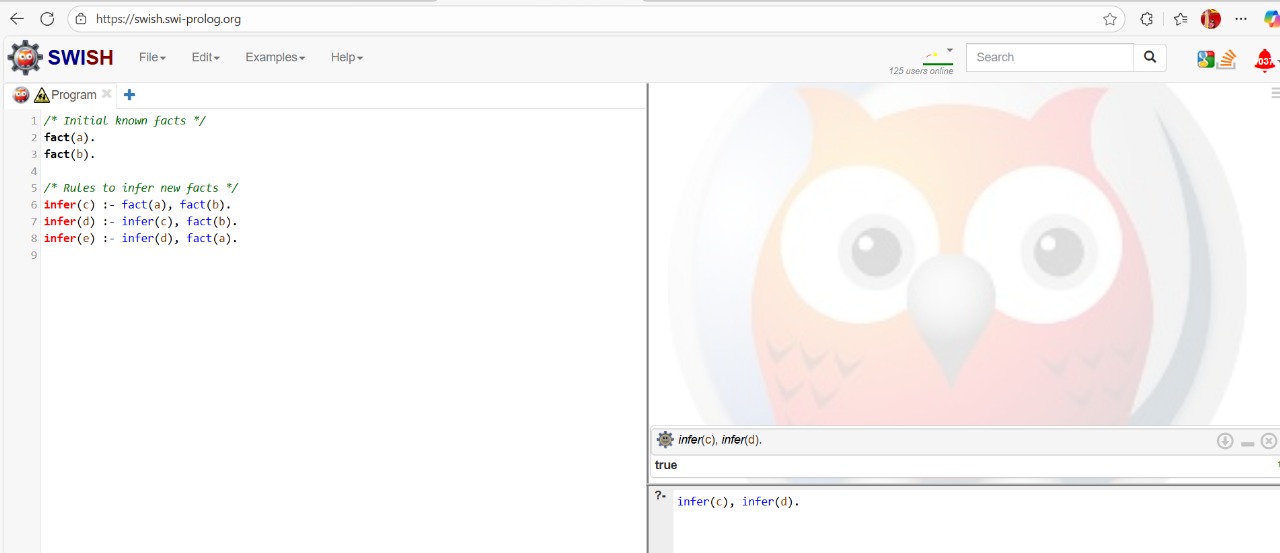 https://swish.swi-prolog.org
SWISH File Edit Examples Help 125 users online Search
Program
1 /* Initial known facts */
2 fact(a).
3 fact(b).
4
5 /* Rules to infer new facts */
6 infer(c) :- fact(a), fact(b).
7 infer(d) :- infer(c), fact(b).
8 infer(e) :- infer(d), fact(a).
9
infer(c), infer(d).
true
?- infer(c), infer(d).